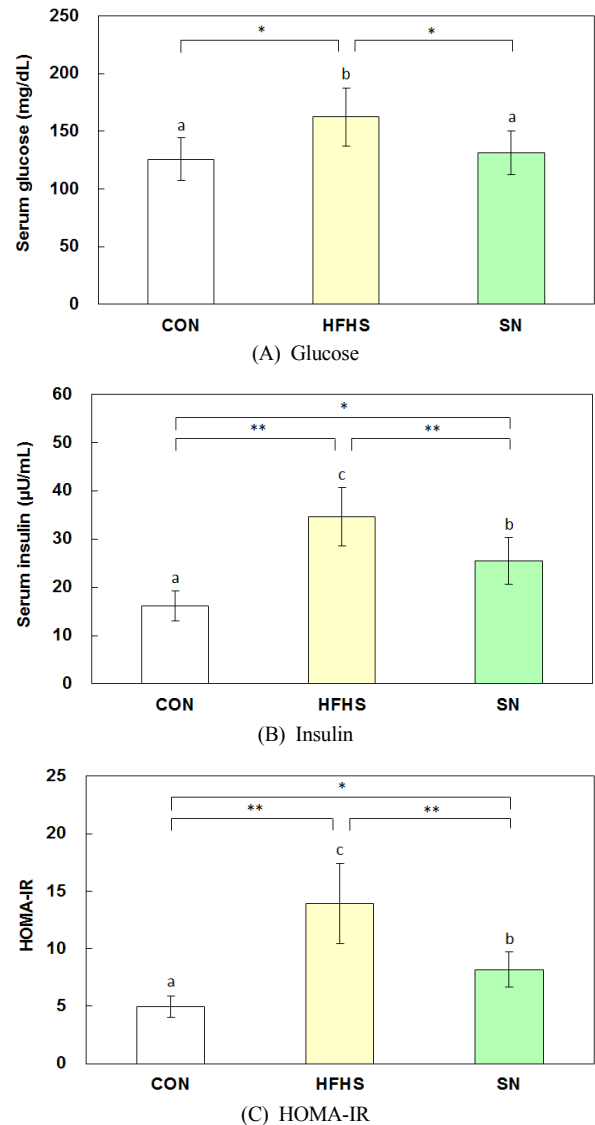 250
*
*
200
b
a
a
150
100
50
0
Serum glucose (mg/dL)
CON HFHS SN
(A) Glucose
60
*
50
**
**
c
40
b
30
a
20
10
0
Serum insulin (µU/mL)
CON HFHS SN
(B) Insulin
25
*
**
**
20
c
15
b
10
a
5
0
HOMA-IR
CON HFHS SN
(C) HOMA-IR